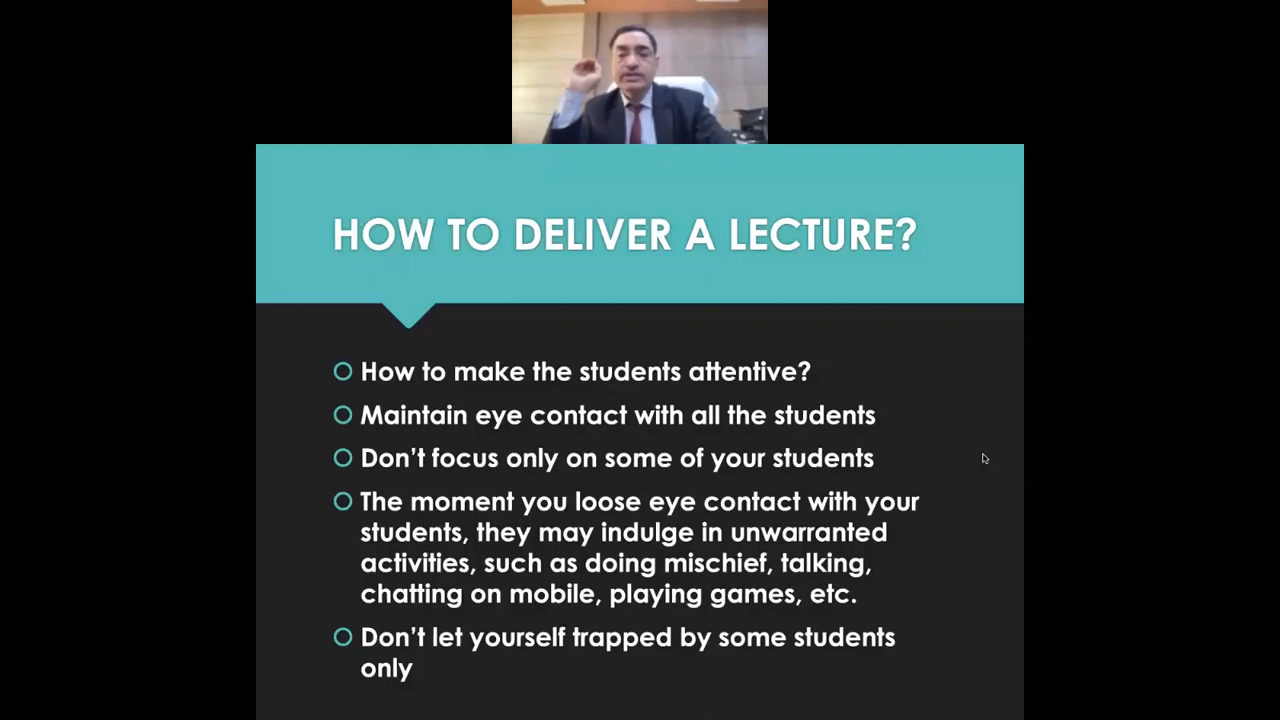 HOW TO DELIVER A LECTURE?
How to make the students attentive?
Maintain eye contact with all the students
Don't focus only on some of your students
The moment you loose eye contact with your
students, they may indulge in unwarranted
activities, such as doing mischief, talking,
chatting on mobile, playing games, etc.
Don't let yourself trapped by some students
only